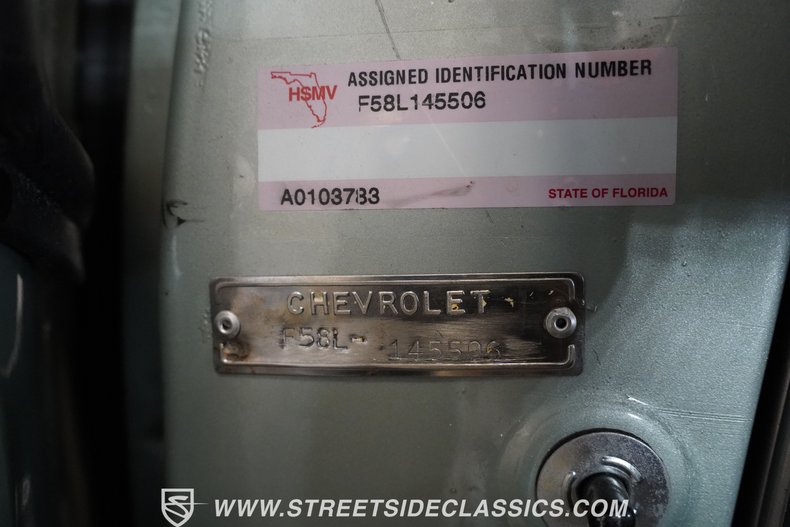 HSMV
ASSIGNED IDENTIFICATION NUMBER
F58L145506
A0103783
STATE OF FLORIDA
CHEVROLET
F58L- 145506
WWW.STREETSIDECLASSICS.COM